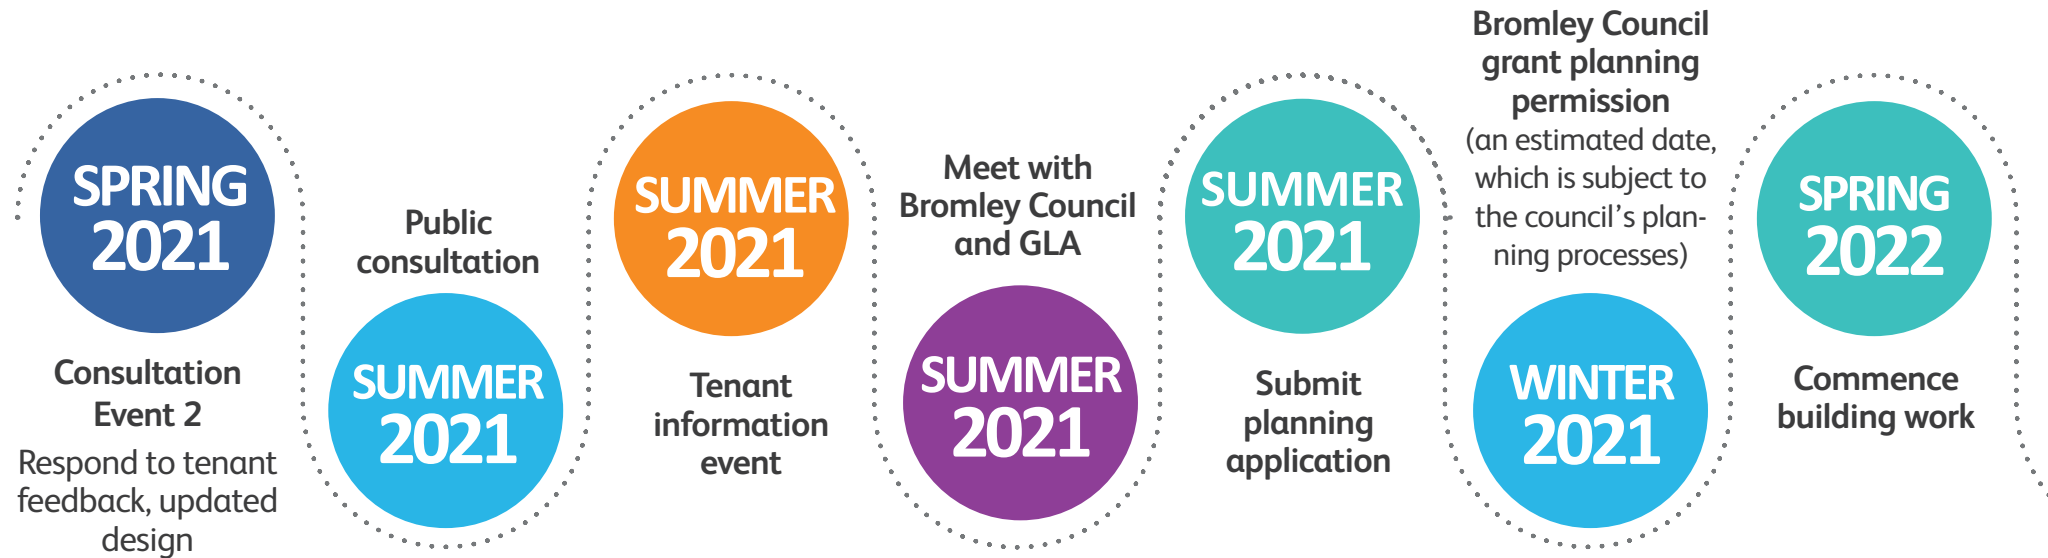 SPRING
2021
Consultation
Event 2
Respond to tenant
feedback, updated
design
Public
consultation
SUMMER
2021
SUMMER
2021
Tenant
information
event
Meet with
Bromley Council
and GLA
SUMMER
2021
SUMMER
2021
Submit
planning
application
Bromley Council
grant planning
permission
(an estimated date,
which is subject to
the council’s plan-
ning processes)
WINTER
2021
SPRING
2022
Commence
building work